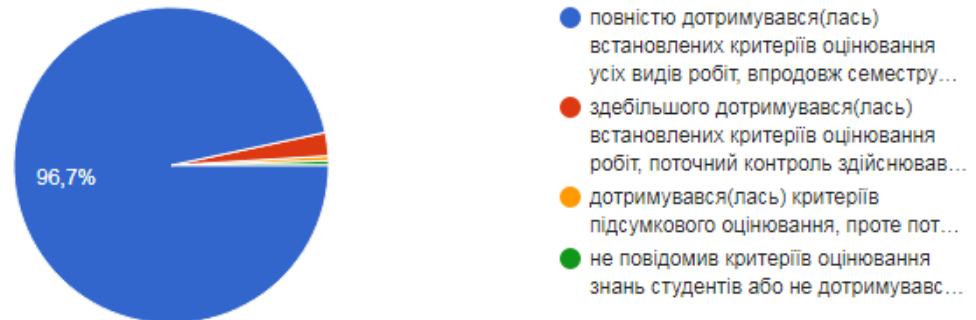 96,7%
повністю дотримувався(лась)
встановлених критеріїв оцінювання
усіх видів робіт, впродовж семестру…
здебільшого дотримувався(лась)
встановлених критеріїв оцінювання
робіт, поточний контроль здійснював…
дотримувався(лась) критеріїв
підсумкового оцінювання, проте пот…
не повідомив критеріїв оцінювання
знань студентів або не дотримувавс…